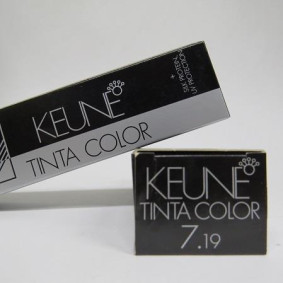 SILK PROTEIN +
UV PROTECTION
KEUNE
TINTA COLOR
KEUNE
TINTA COLOR
7.19